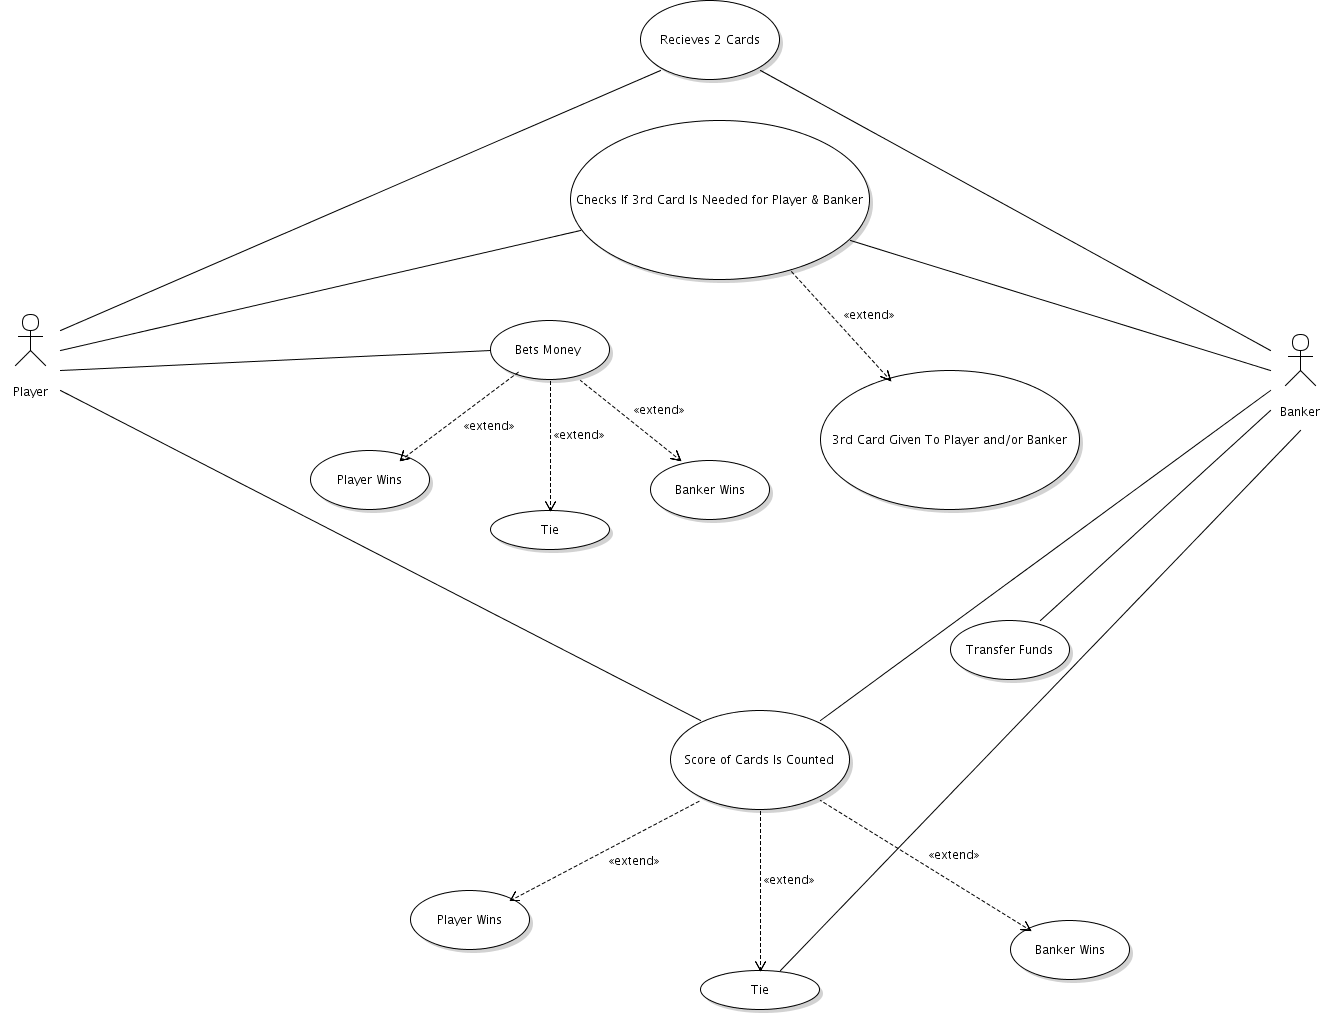 Recieves 2 Cards
Checks If 3rd Card Is Needed for Player & Banker
«extend»
Player
Bets Money
Banker
«extend»
«extend»
«extend»
3rd Card Given To Player and/or Banker
Player Wins
Banker Wins
Tie
Transfer Funds
Score of Cards Is Counted
«extend»
«extend»
«extend»
Player Wins
Banker Wins
Tie